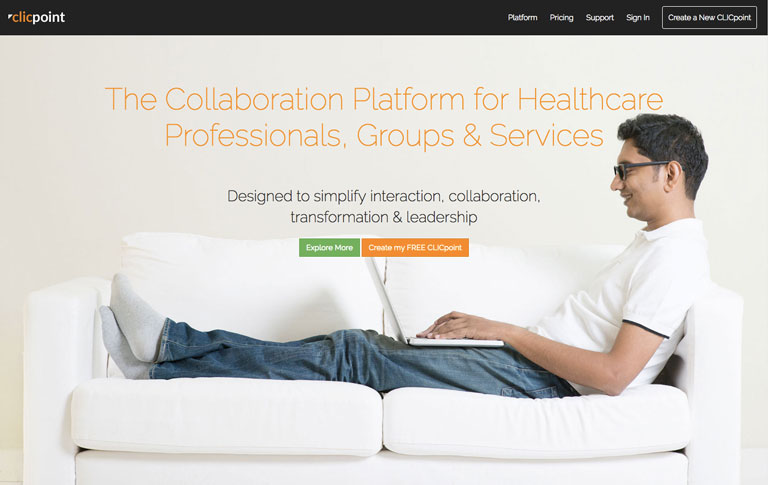 clicpoint
Platform Pricing Support Sign In Create a New CLICpoint
The Collaboration Platform for Healthcare
Professionals, Groups & Services
Designed to simplify interaction, collaboration,
transformation & leadership
Explore More Create my FREE CLICpoint